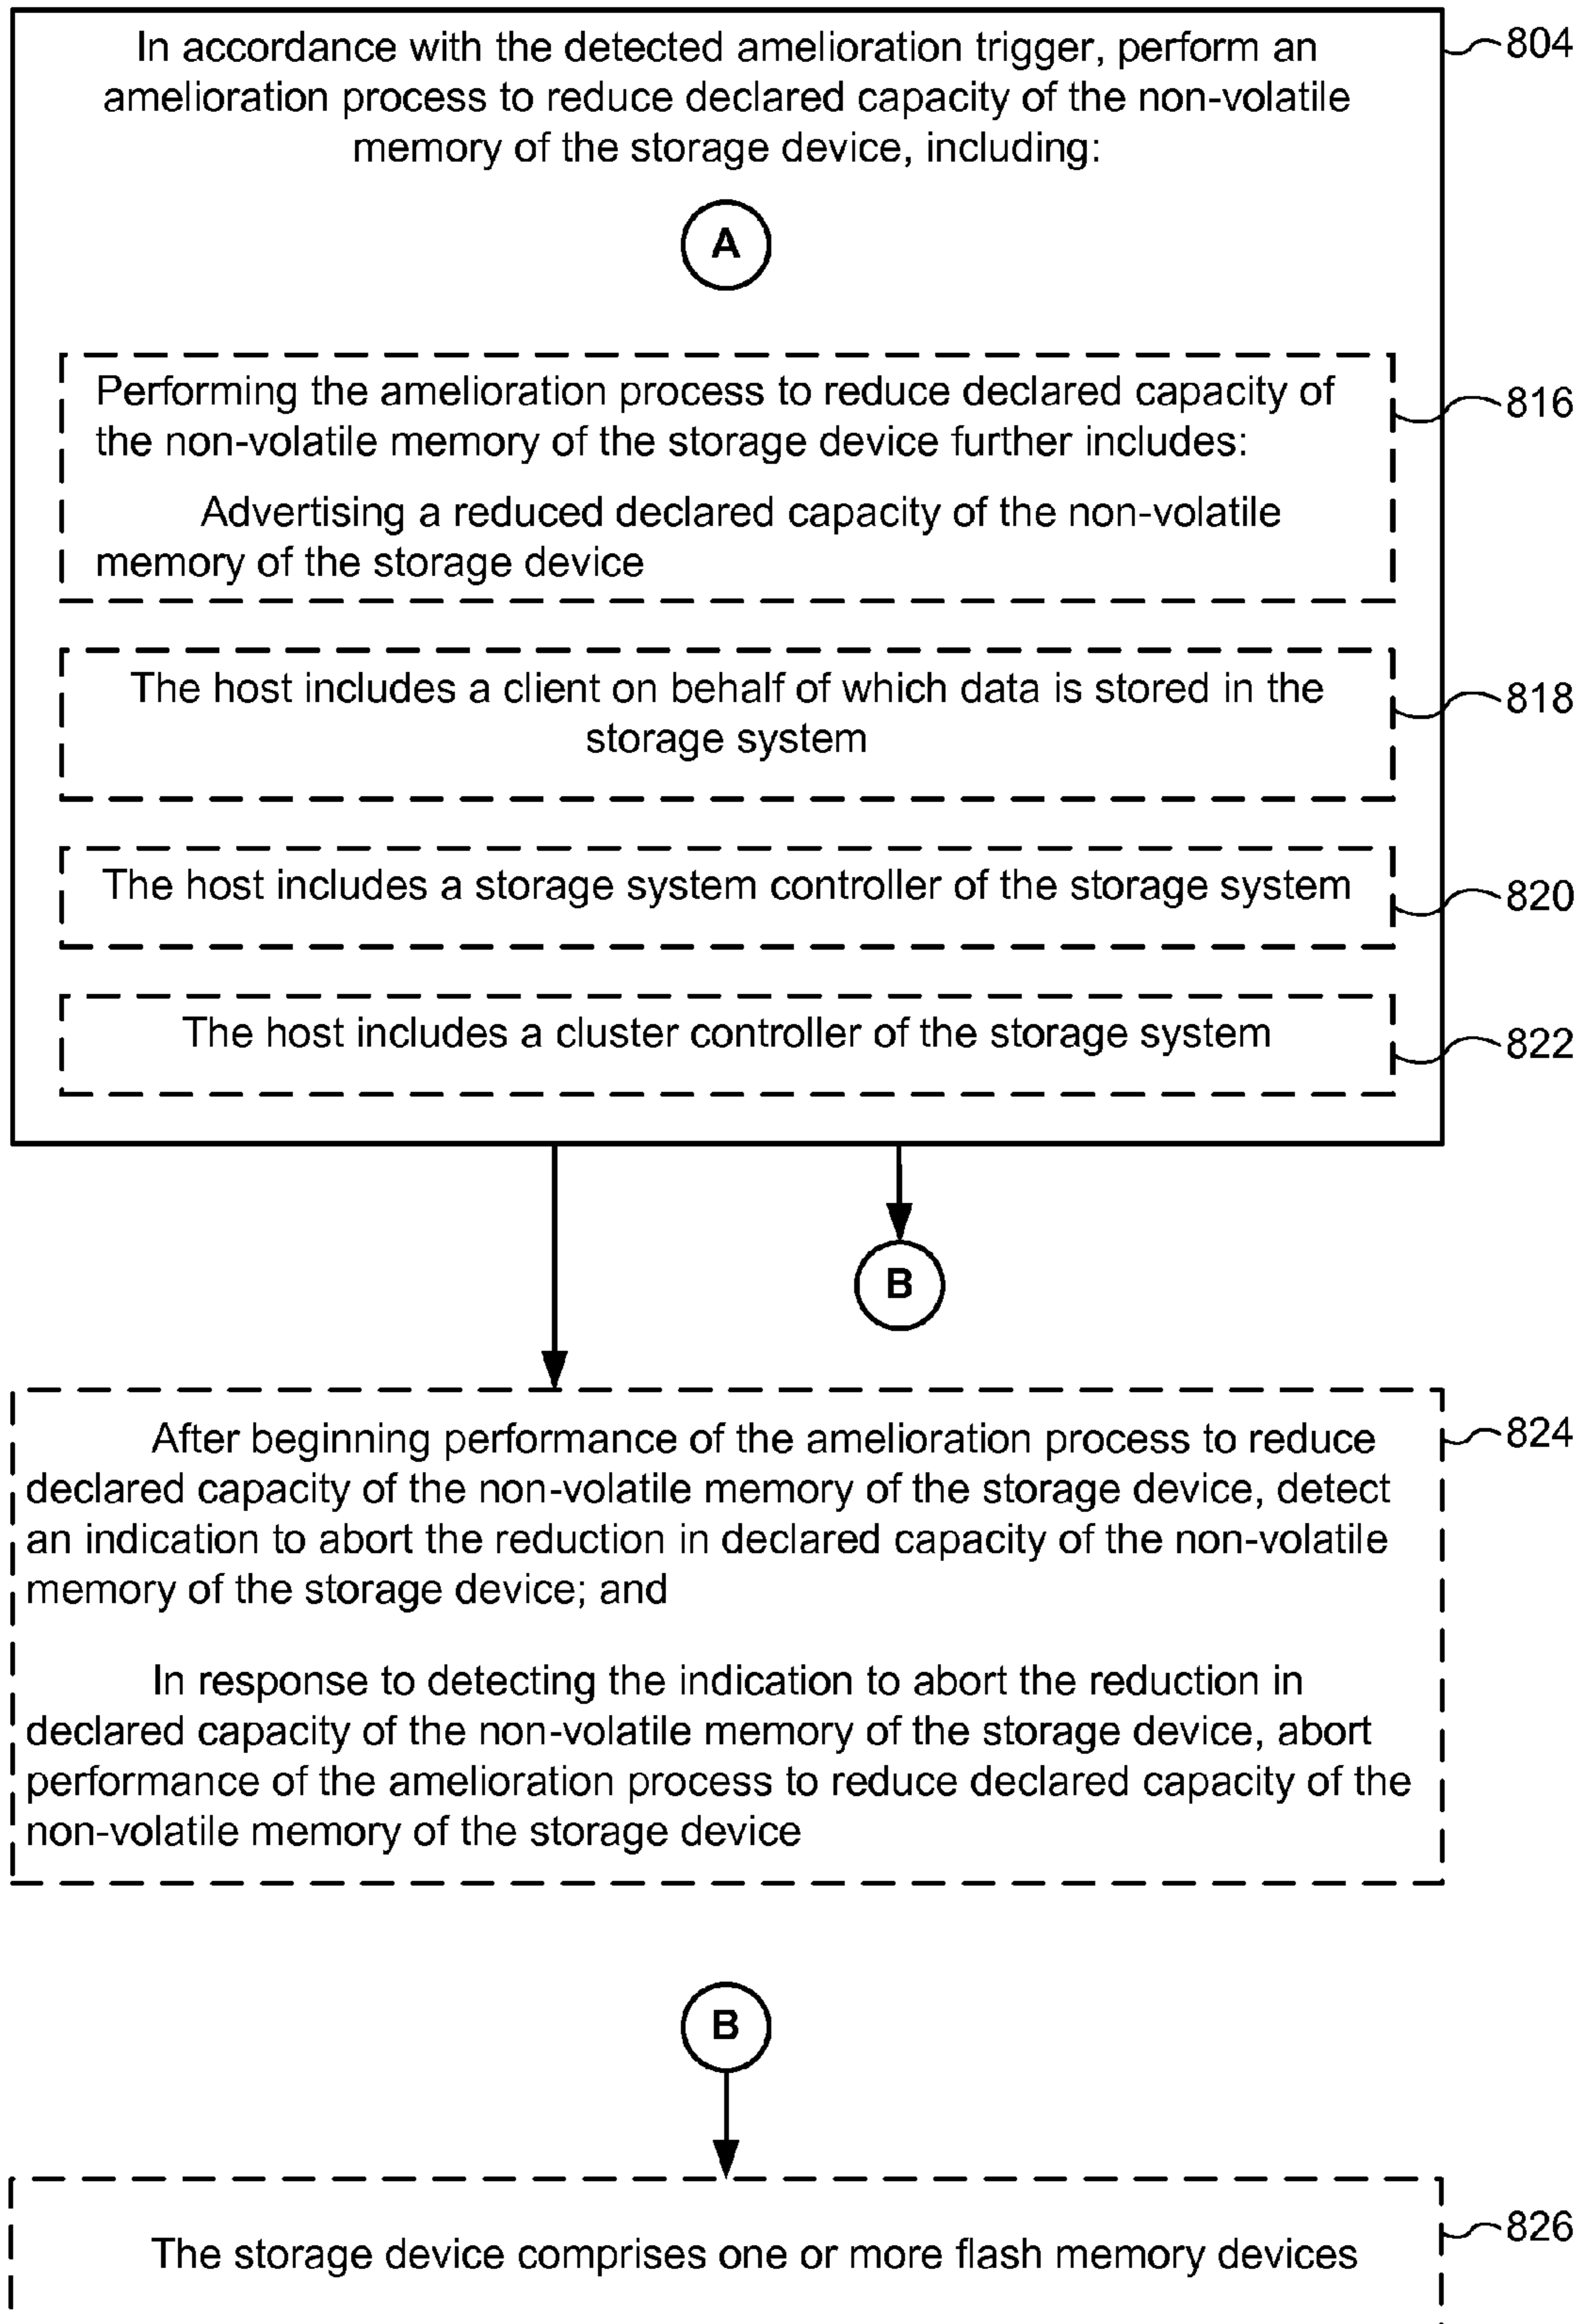 In accordance with the detected amelioration trigger, perform an
amelioration process to reduce declared capacity of the non-volatile
memory of the storage device, including:
804
A
Performing the amelioration process to reduce declared capacity of
the non-volatile memory of the storage device further includes:
816
Advertising a reduced declared capacity of the non-volatile
memory of the storage device
The host includes a client on behalf of which data is stored in the
storage system
818
The host includes a storage system controller of the storage system
820
The host includes a cluster controller of the storage system
822
B
After beginning performance of the amelioration process to reduce
declared capacity of the non-volatile memory of the storage device, detect
an indication to abort the reduction in declared capacity of the non-volatile
memory of the storage device; and
824
In response to detecting the indication to abort the reduction in
declared capacity of the non-volatile memory of the storage device, abort
performance of the amelioration process to reduce declared capacity of the
non-volatile memory of the storage device
B
The storage device comprises one or more flash memory devices
826